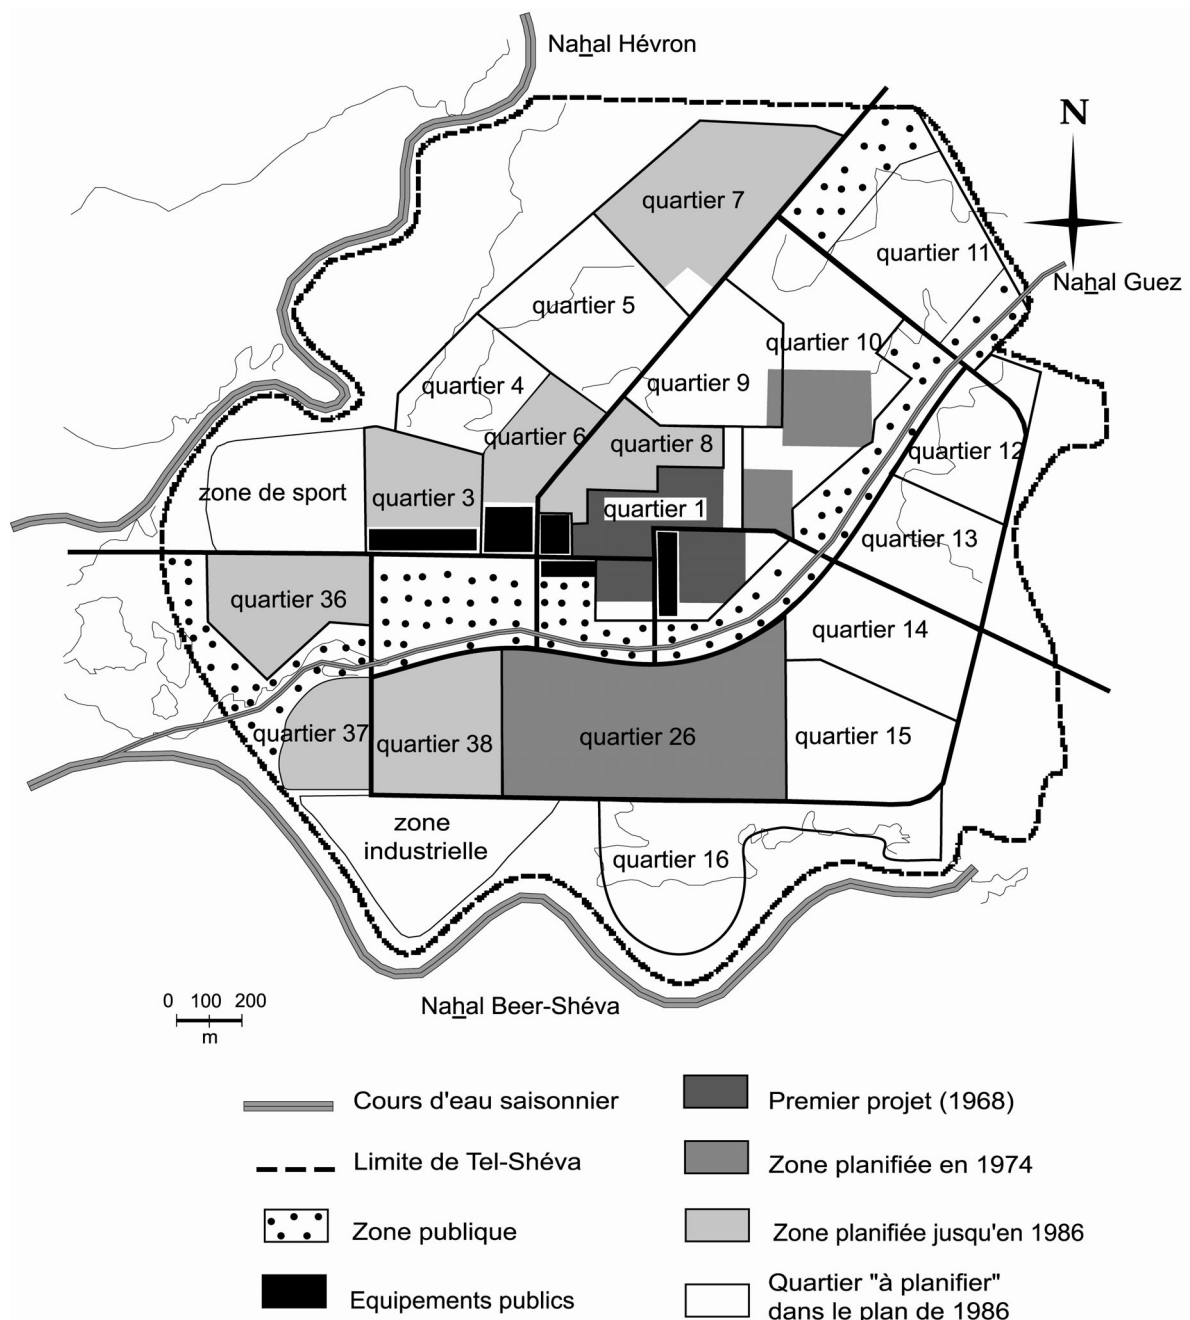 Nahal Hévron
N
quartier 7
quartier 11
Nahal Guez
quartier 5
quartier 10
quartier 4
quartier 9
quartier 6
quartier 8
quartier 12
zone de sport
quartier 3
quartier 1
quartier 13
quartier 36
quartier 14
quartier 37
quartier 38
quartier 26
quartier 15
zone
industrielle
quartier 16
0 100 200
m
Nahal Beer-Shéva
Cours d'eau saisonnier
Premier projet (1968)
Limite de Tel-Shéva
Zone planifiée en 1974
Zone publique
Zone planifiée jusqu'en 1986
Equipements publics
Quartier "à planifier"
dans le plan de 1986